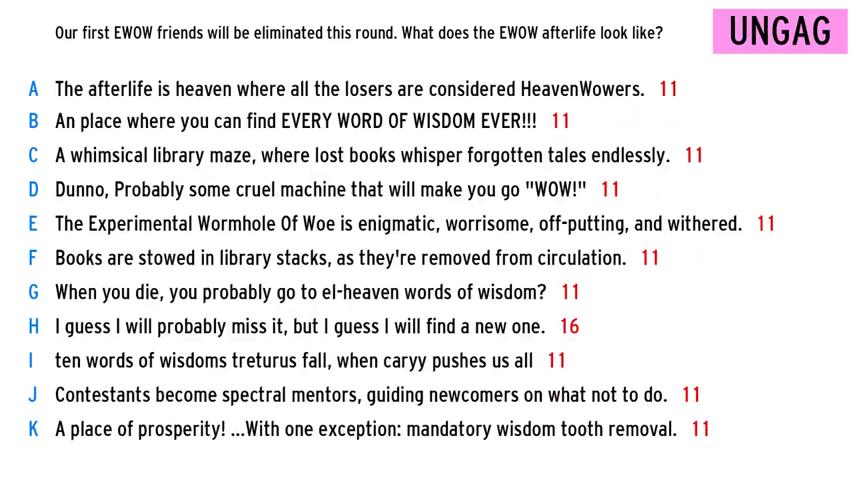 Our first EWOW friends will be eliminated this round. What does the EWOW afterlife look like?
UNGAG
A The afterlife is heaven where all the losers are considered HeavenWowers. 11
B An place where you can find EVERY WORD OF WISDOM EVER!!! 11
C A whimsical library maze, where lost books whisper forgotten tales endlessly. 11
D Dunno, Probably some cruel machine that will make you go "WOW!" 11
E The Experimental Wormhole Of Woe is enigmatic, worrisome, off-putting, and withered. 11
F Books are stowed in library stacks, as they're removed from circulation. 11
G When you die, you probably go to el-heaven words of wisdom? 11
H I guess I will probably miss it, but I guess I will find a new one. 16
I ten words of wisdoms treturus fall, when caryy pushes us all 11
J Contestants become spectral mentors, guiding newcomers on what not to do. 11
K A place of prosperity! ...With one exception: mandatory wisdom tooth removal. 11